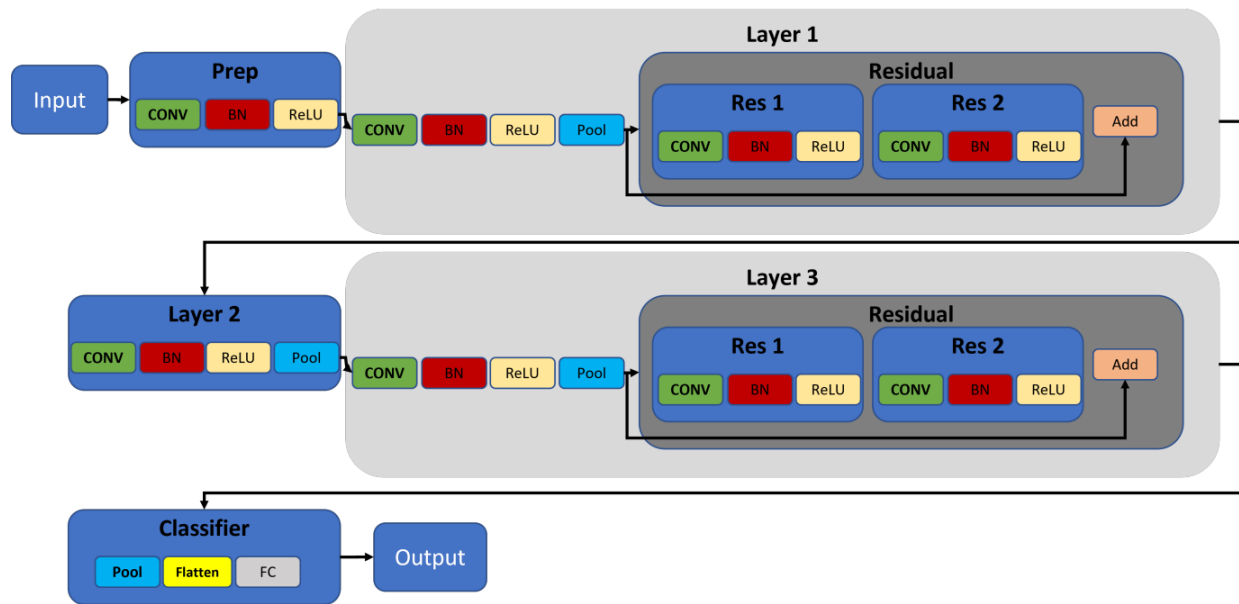 Layer 1
Prep
Residual
Input
Res 1
Res 2
CONV BN ReLU
CONV BN ReLU Pool
CONV BN ReLU
CONV BN ReLU
Add
Layer 3
Layer 2
Residual
Res 1
Res 2
CONV BN ReLU Pool
CONV BN ReLU Pool
CONV BN ReLU
CONV BN ReLU
Add
Classifier
Output
Pool Flatten FC